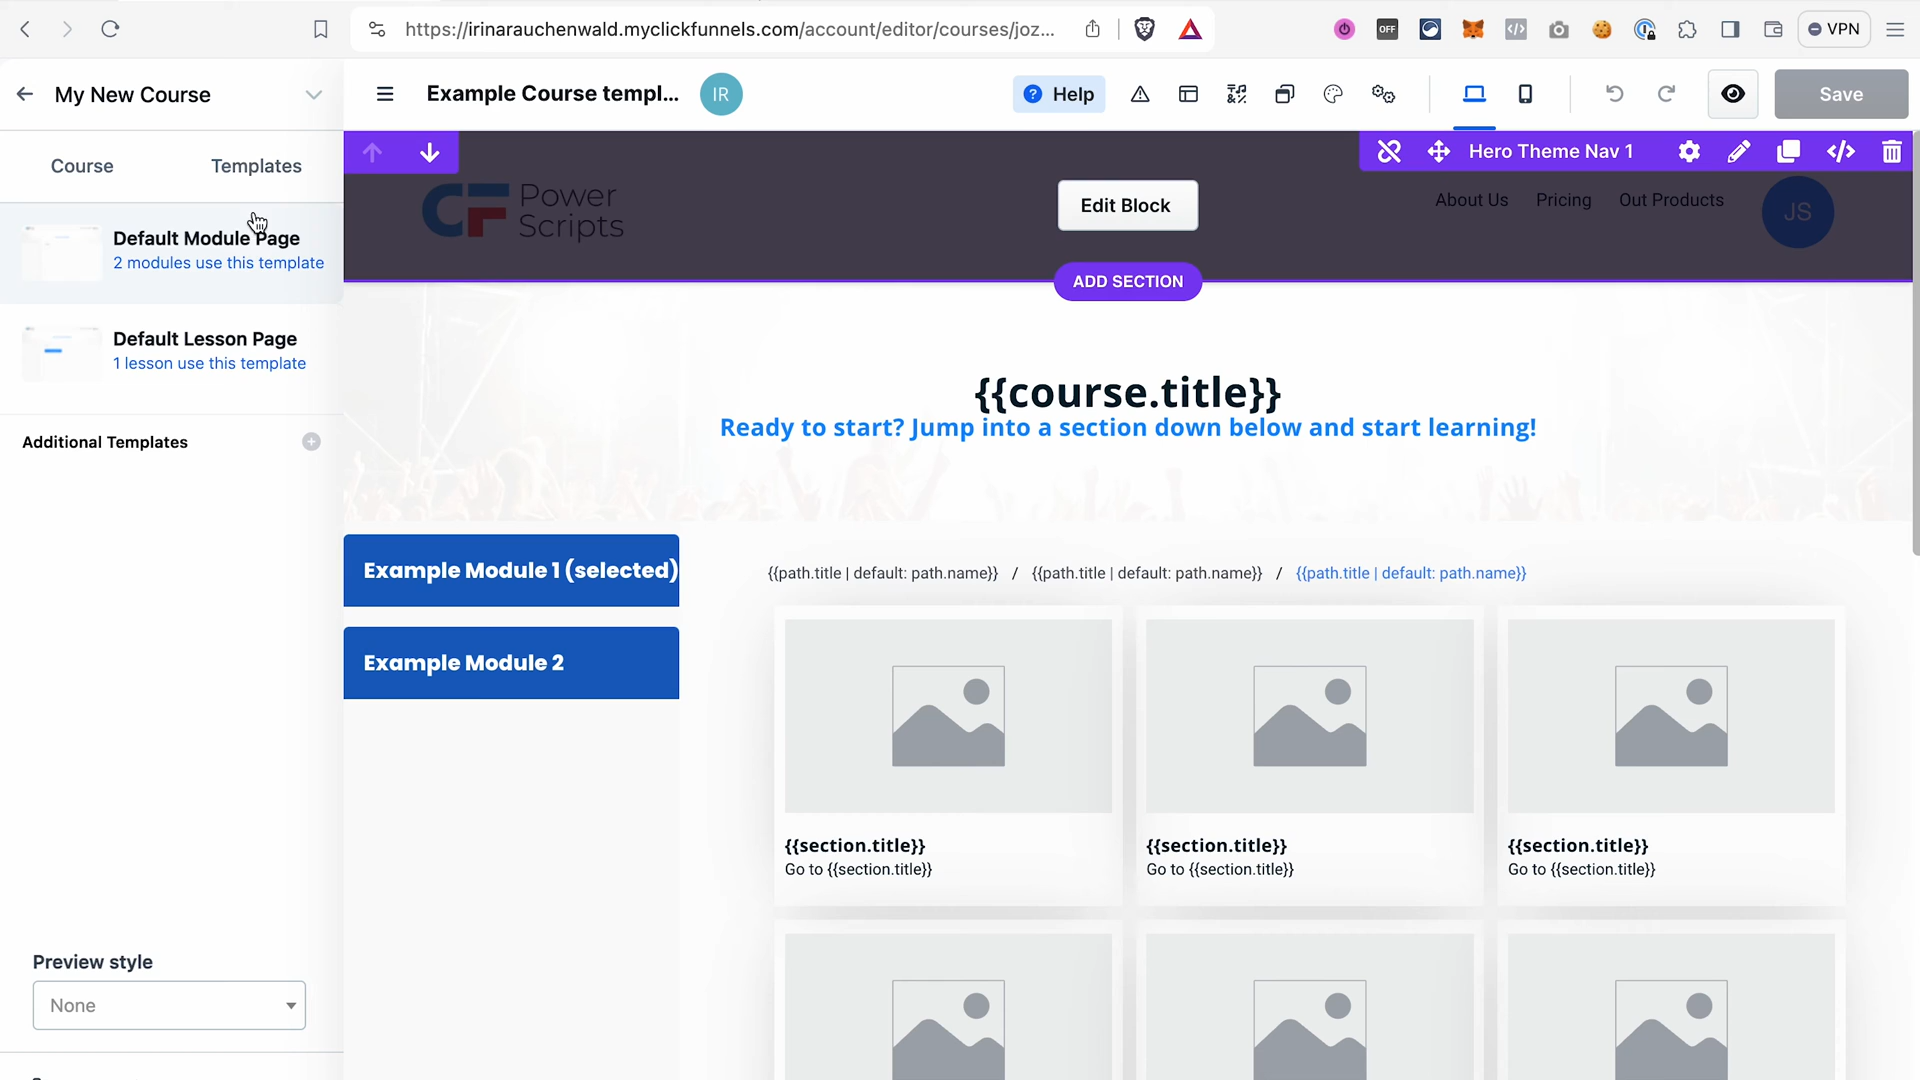 https://irinarauchenwald.myclickfunnels.com/account/editor/courses/joz...
OFF
VPN
My New Course
Example Course templ...
IR
Help
Save
Course
Templates
Hero Theme Nav 1
Power
Scripts
Edit Block
About Us
Pricing
Out Products
JS
Default Module Page
2 modules use this template
ADD SECTION
Default Lesson Page
1 lesson use this template
{{course.title}}
Ready to start? Jump into a section down below and start learning!
Additional Templates
Example Module 1 (selected)
{{path.title | default: path.name}} / {{path.title | default: path.name}} / {{path.title | default: path.name}}
Example Module 2
{{section.title}}
Go to {{section.title}}
{{section.title}}
Go to {{section.title}}
{{section.title}}
Go to {{section.title}}
Preview style
None